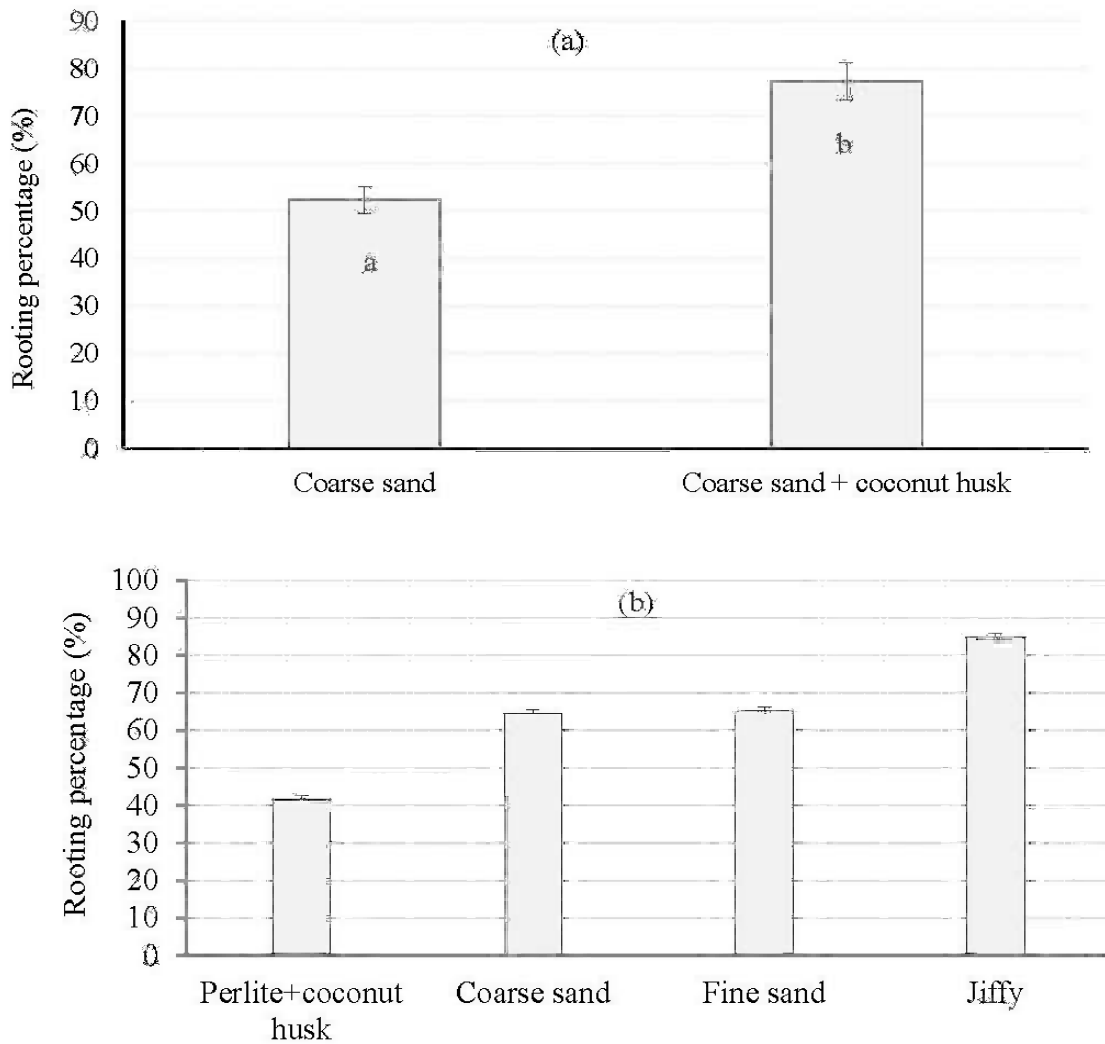 (a)
Rooting percentage (%)
90
80
70
60
50
40
30
20
10
0
a
b
Coarse sand
Coarse sand + coconut husk
(b)
Rooting percentage (%)
100
90
80
70
60
50
40
30
20
10
0
Perlite+coconut
husk
Coarse sand
Fine sand
Jiffy